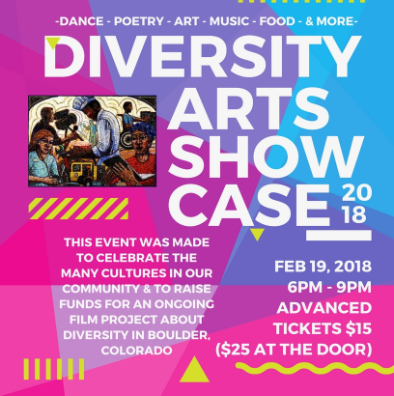 -DANCE - POETRY - ART - MUSIC - FOOD - & MORE-
DIVERSITY
ARTS
SHOW
CASE 20
18
THIS EVENT WAS MADE
TO CELEBRATE THE
MANY CULTURES IN OUR
COMMUNITY & TO RAISE
FUNDS FOR AN ONGOING
FILM PROJECT ABOUT
DIVERSITY IN BOULDER,
COLORADO
FEB 19, 2018
6PM - 9PM
ADVANCED
TICKETS $15
($25 AT THE DOOR)